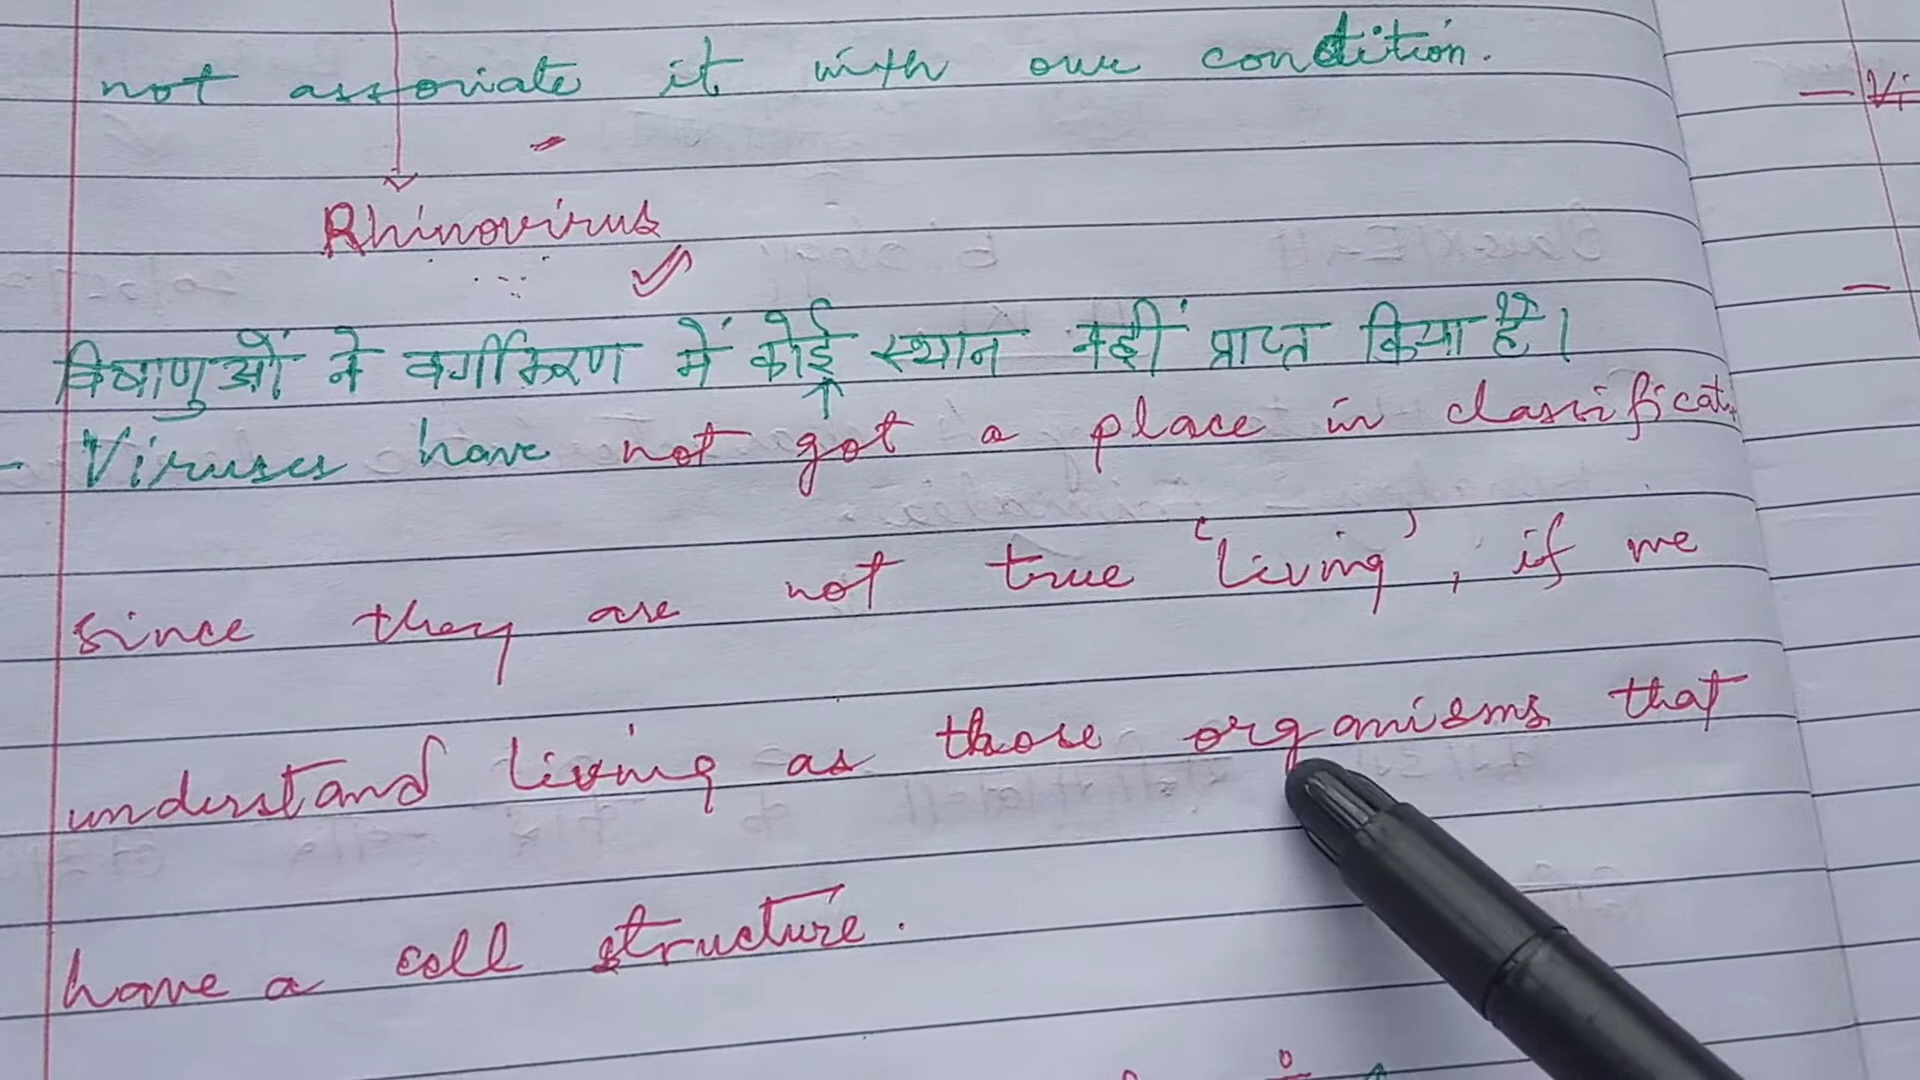 not associate it with our condition.
Rhinovirus
विषाणुओं ने वर्गीकरण में कोई स्थान नहीं प्राप्त किया है।
- Viruses have not got a place in classificat
since they are not true 'living', if we
understand living as those organisms that
have a cell structure.